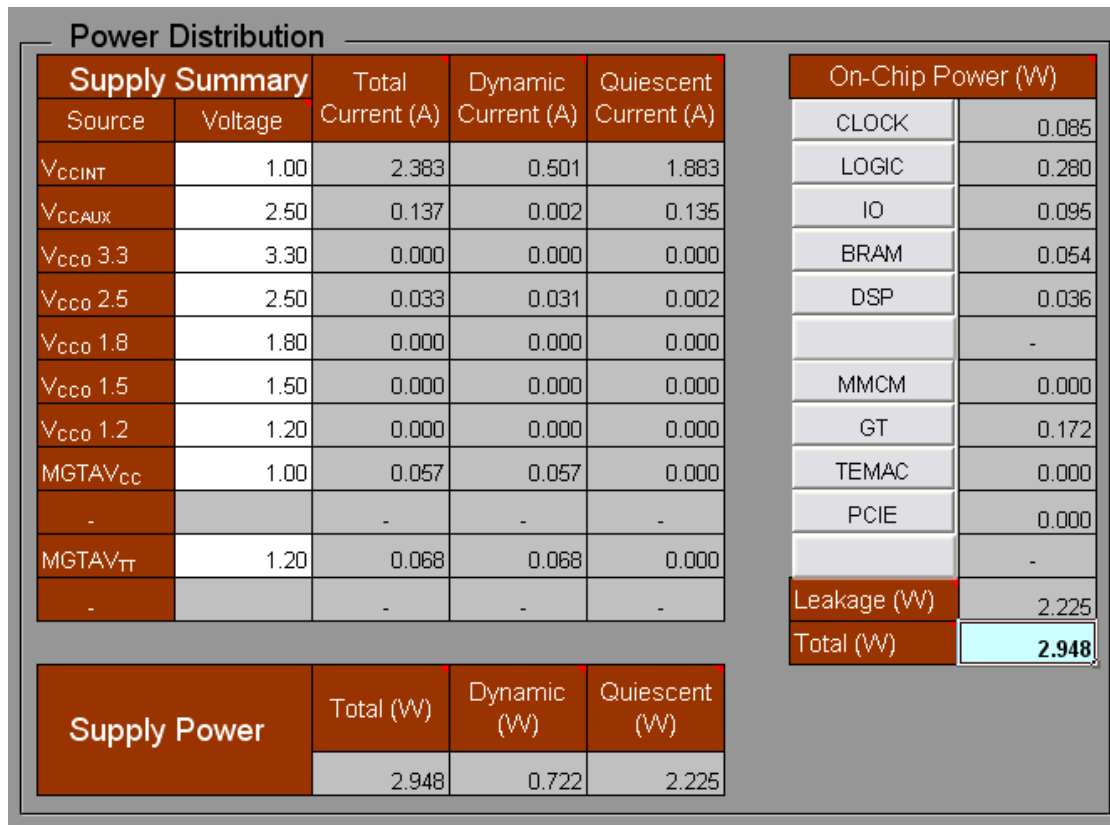 Power Distribution
Supply Summary Total Current (A) Dynamic Current (A) Quiescent Current (A)
Source Voltage
VCCINT 1.00 2.383 0.501 1.883
VCCAUX 2.50 0.137 0.002 0.135
VCCO 3.3 3.30 0.000 0.000 0.000
VCCO 2.5 2.50 0.033 0.031 0.002
VCCO 1.8 1.80 0.000 0.000 0.000
VCCO 1.5 1.50 0.000 0.000 0.000
VCCO 1.2 1.20 0.000 0.000 0.000
MGTAVCC 1.00 0.057 0.057 0.000
- - - -
MGTAVTT 1.20 0.068 0.068 0.000
- - - -
Supply Power Total (W) Dynamic (W) Quiescent (W)
2.948 0.722 2.225
On-Chip Power (W)
CLOCK 0.085
LOGIC 0.280
IO 0.095
BRAM 0.054
DSP 0.036
-
MMCM 0.000
GT 0.172
TEMAC 0.000
PCIE 0.000
-
Leakage (W) 2.225
Total (W) 2.948